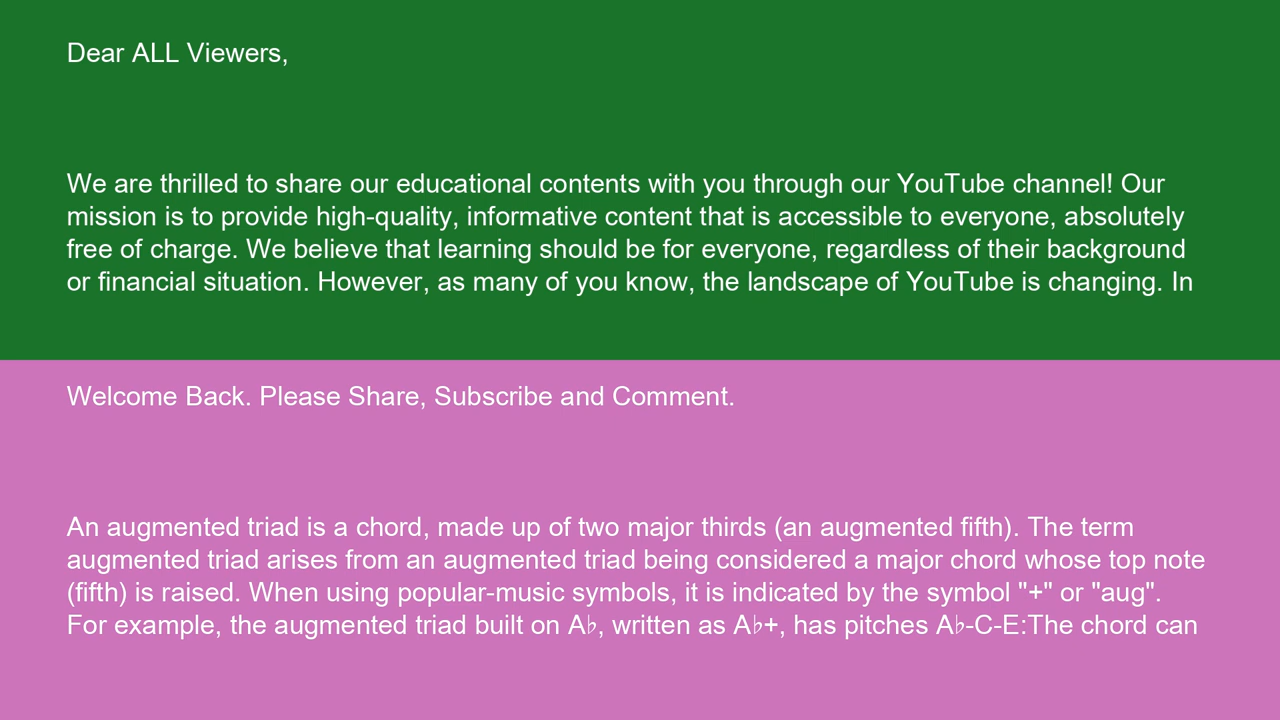 Dear ALL Viewers,
We are thrilled to share our educational contents with you through our YouTube channel! Our
mission is to provide high-quality, informative content that is accessible to everyone, absolutely
free of charge. We believe that learning should be for everyone, regardless of their background
or financial situation. However, as many of you know, the landscape of YouTube is changing. In
Welcome Back. Please Share, Subscribe and Comment.
An augmented triad is a chord, made up of two major thirds (an augmented fifth). The term
augmented triad arises from an augmented triad being considered a major chord whose top note
(fifth) is raised. When using popular-music symbols, it is indicated by the symbol "+" or "aug".
For example, the augmented triad built on A♭, written as A♭+, has pitches A♭-C-E:The chord can